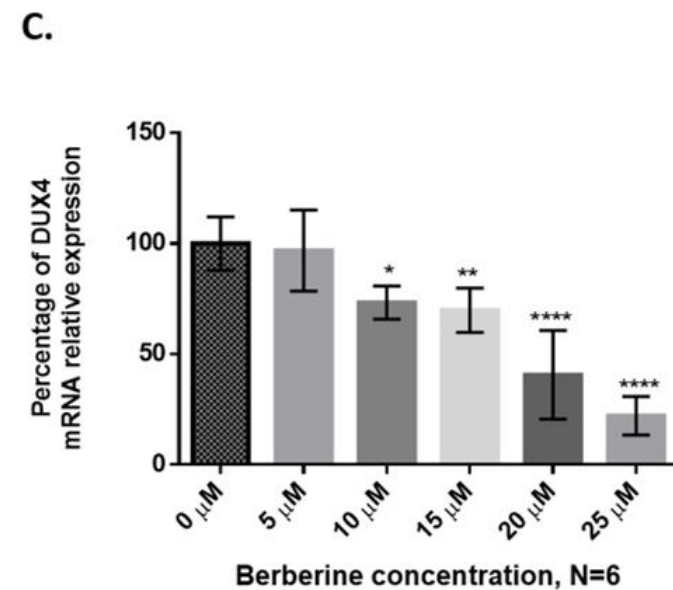 C.
Percentage of DUX4
mRNA relative expression
150
100
50
0
*
**
****
****
0 μM
5 μM
10 μM
15 μM
20 μM
25 μM
Berberine concentration, N=6